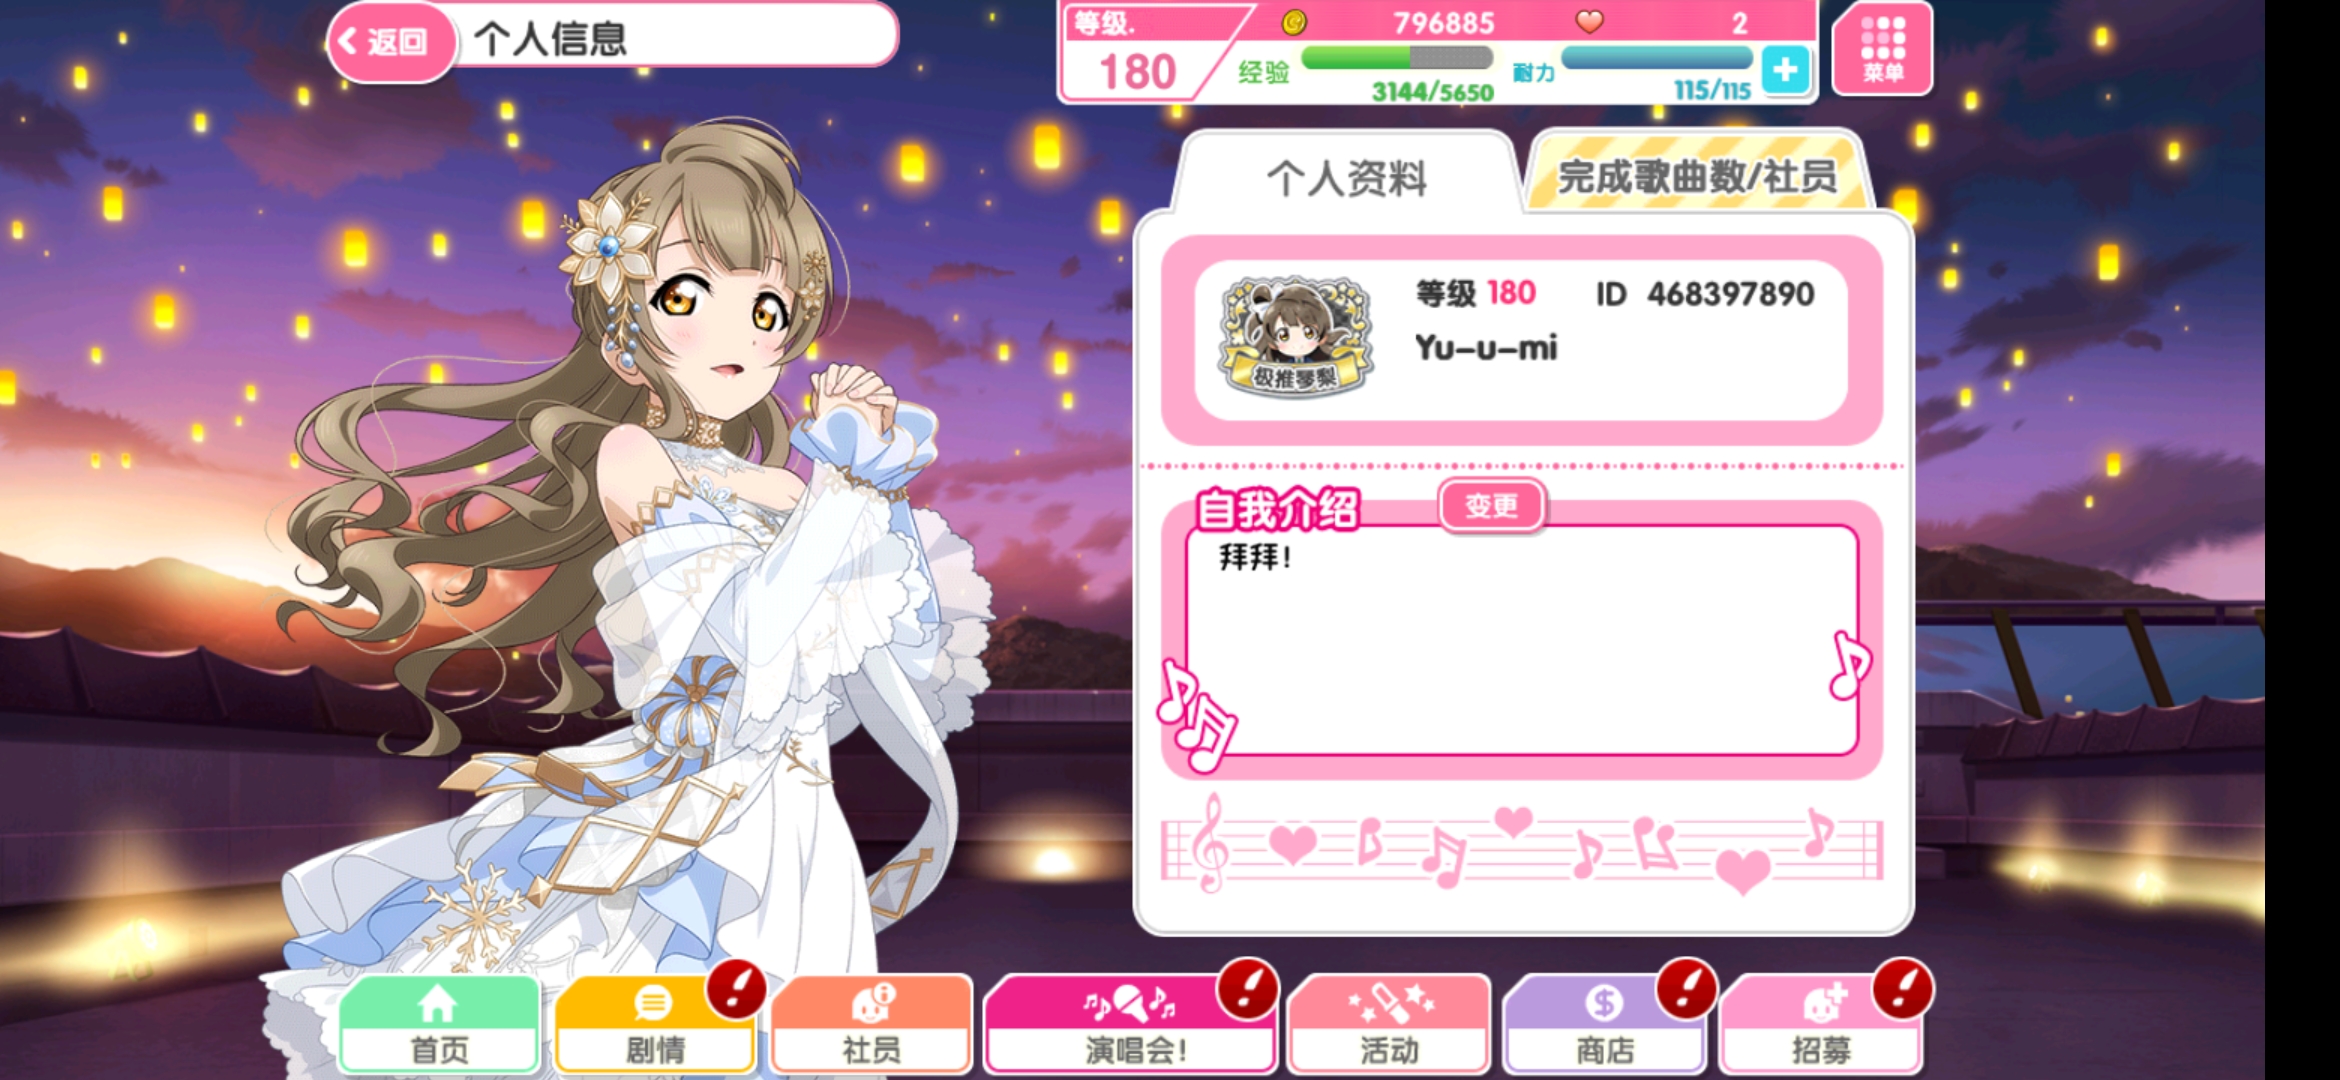 返回
个人信息
等级.
180
796885
2
经验
3144/5650
耐力
115/115
菜单
个人资料
完成歌曲数/社员
极推琴梨
等级 180 ID 468397890
Yu-u-mi
自我介绍
变更
拜拜!
首页
剧情
社员
演唱会!
活动
商店
招募